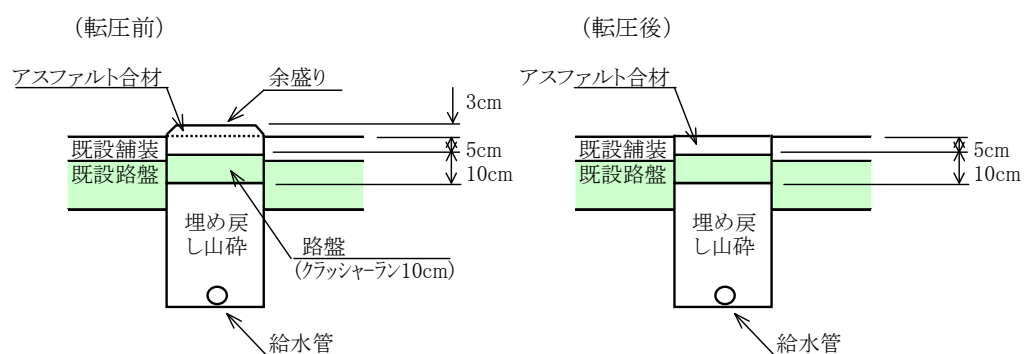 (転圧前)
アスファルト合材
余盛り
3cm
既設舗装
5cm
既設路盤
10cm
埋め戻
し山砕
路盤
(クラッシャーラン10cm)
給水管
(転圧後)
アスファルト合材
既設舗装
5cm
既設路盤
10cm
埋め戻
し山砕
給水管